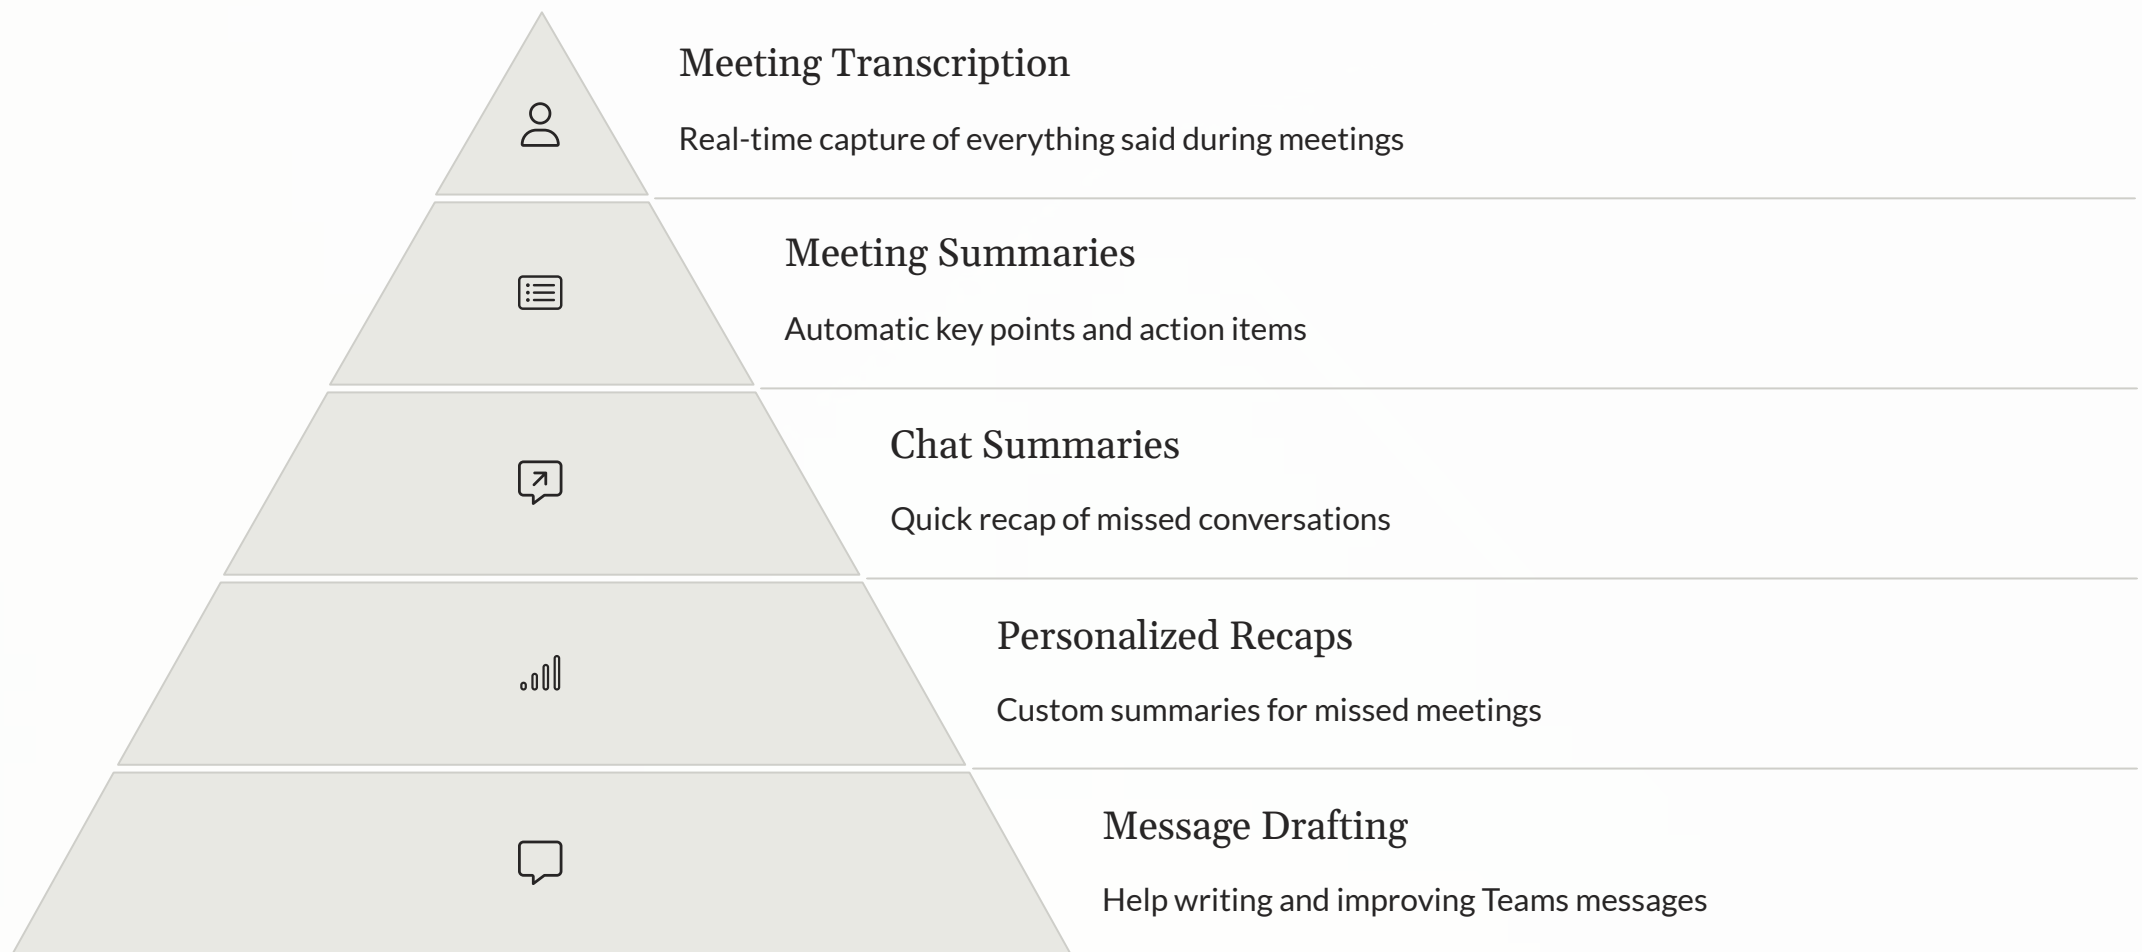 Meeting Transcription
Real-time capture of everything said during meetings
Meeting Summaries
Automatic key points and action items
Chat Summaries
Quick recap of missed conversations
Personalized Recaps
Custom summaries for missed meetings
Message Drafting
Help writing and improving Teams messages